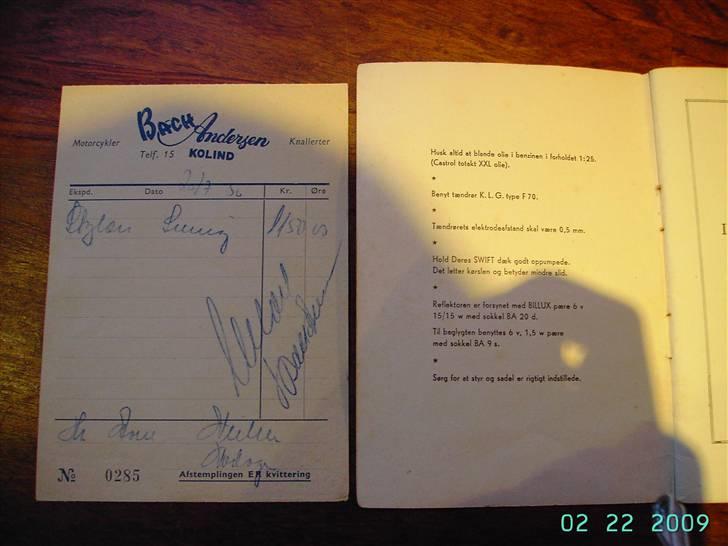 BACH Andersen
Motorcykler Knallerter
Telf. 15 KOLIND
Ekspd. Dato Kr. Øre
1150 00
Nº 0285 Afstemplingen ER kvittering
Husk altid at blande olie i benzinen i forholdet 1:25.
(Castrol totakt XXL olie).
★
Benyt tændrør K. L. G. type F 70.
★
Tændrørets elektrodeafstand skal være 0,5 mm.
★
Hold Deres SWIFT dæk godt oppumpede.
Det letter kørslen og betyder mindre slid.
★
Reflektoren er forsynet med BILLUX pære 6 v
15/15 w med sokkel BA 20 d.
Til baglygten benyttes 6 v, 1,5 w pære
med sokkel BA 9 s.
★
Sørg for at styr og sadel er rigtigt indstillede.
02 22 2009